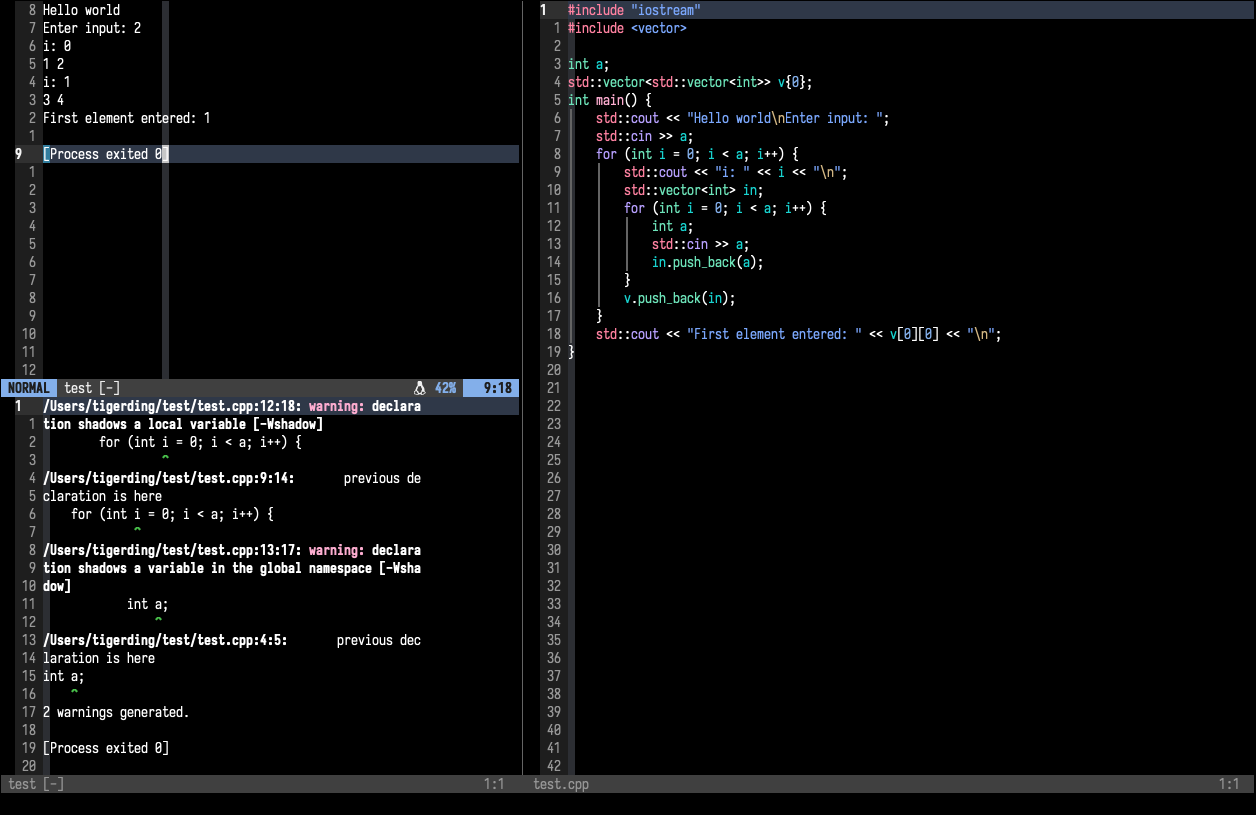 8 Hello world
7 Enter input: 2
6 i: 0
5 1 2
4 i: 1
3 3 4
2 First element entered: 1
1
9 [Process exited 0]
1
2
3
4
5
6
7
8
9
10
11
12
NORMAL test [-] 42% 9:18
1 /Users/tigerding/test/test.cpp:12:18: warning: declara
1 tion shadows a local variable [-Wshadow]
2         for (int i = 0; i < a; i++) {
3                  ^
4 /Users/tigerding/test/test.cpp:9:14:       previous de
5 claration is here
6     for (int i = 0; i < a; i++) {
7              ^
8 /Users/tigerding/test/test.cpp:13:17: warning: declara
9 tion shadows a variable in the global namespace [-Wsha
10 dow]
11             int a;
12                 ^
13 /Users/tigerding/test/test.cpp:4:5:       previous dec
14 laration is here
15 int a;
16     ^
17 2 warnings generated.
18
19 [Process exited 0]
20
test [-] 1:1
1 #include "iostream"
1 #include <vector>
2
3 int a;
4 std::vector<std::vector<int>> v{0};
5 int main() {
6     std::cout << "Hello world\nEnter input: ";
7     std::cin >> a;
8     for (int i = 0; i < a; i++) {
9         std::cout << "i: " << i << "\n";
10         std::vector<int> in;
11         for (int i = 0; i < a; i++) {
12             int a;
13             std::cin >> a;
14             in.push_back(a);
15         }
16         v.push_back(in);
17     }
18     std::cout << "First element entered: " << v[0][0] << "\n";
19 }
20
21
22
23
24
25
26
27
28
29
30
31
32
33
34
35
36
37
38
39
40
41
42
test.cpp 1:1